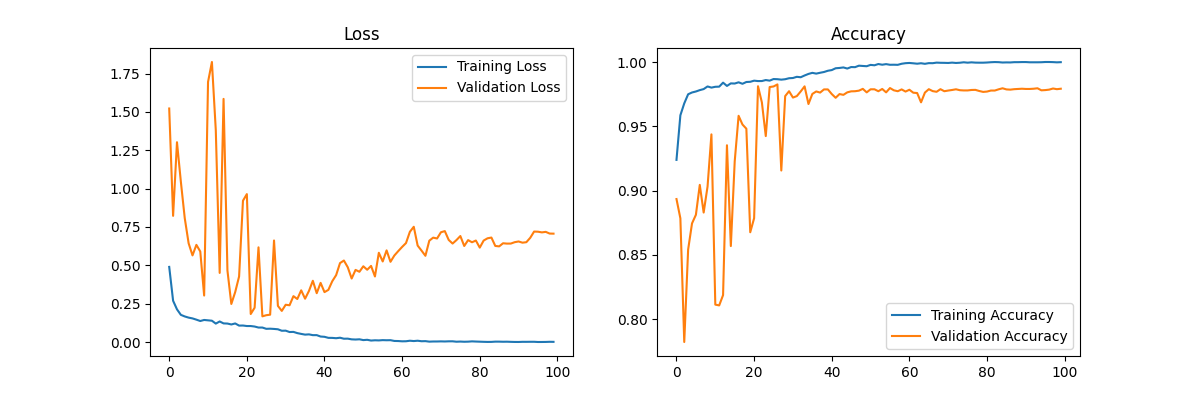 Loss
1.75
1.50
1.25
1.00
0.75
0.50
0.25
0.00
0 20 40 60 80 100
Training Loss
Validation Loss
Accuracy
1.00
0.95
0.90
0.85
0.80
0 20 40 60 80 100
Training Accuracy
Validation Accuracy